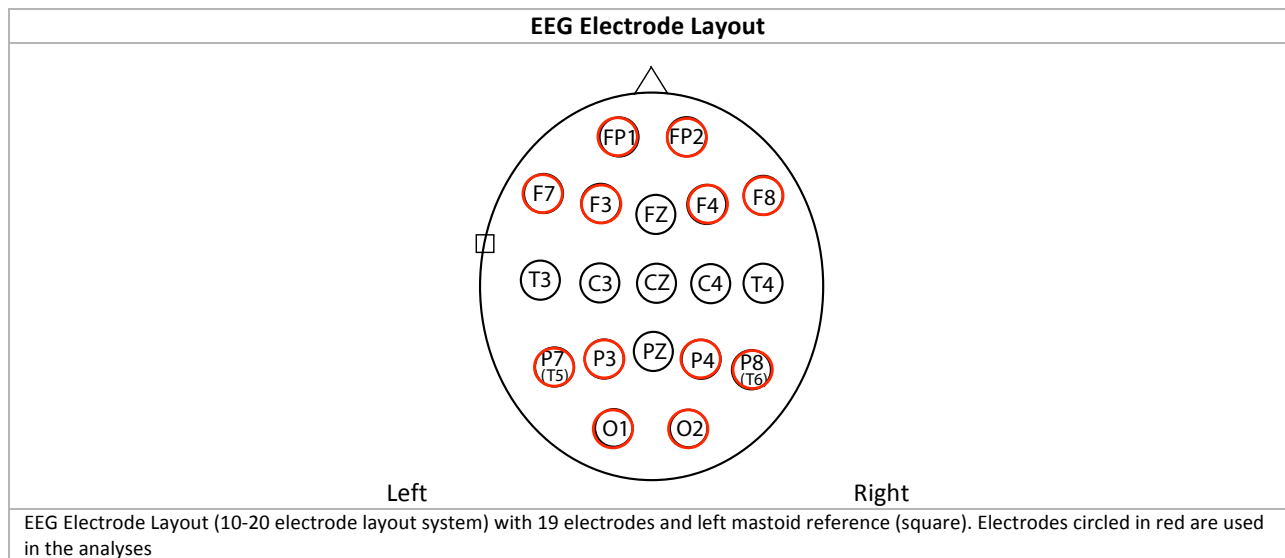 EEG Electrode Layout
FP1 FP2
F7 F3 FZ F4 F8
T3 C3 CZ C4 T4
P7 P3 PZ P4 P8
(T5) (T6)
O1 O2
Left Right
EEG Electrode Layout (10-20 electrode layout system) with 19 electrodes and left mastoid reference (square). Electrodes circled in red are used
in the analyses